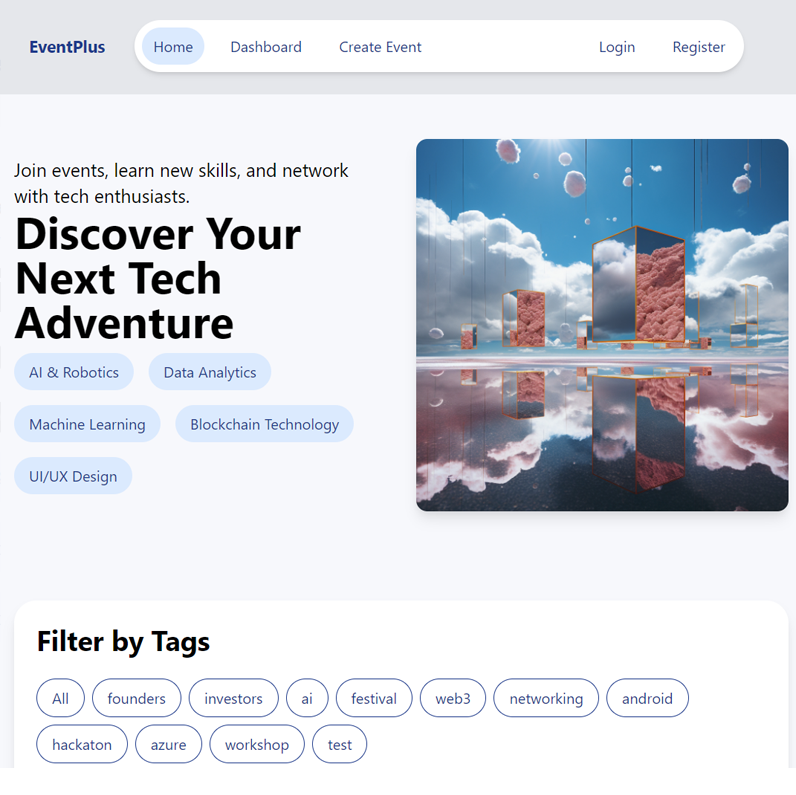 EventPlus Home Dashboard Create Event Login Register
Join events, learn new skills, and network
with tech enthusiasts.
Discover Your
Next Tech
Adventure
AI & Robotics Data Analytics
Machine Learning Blockchain Technology
UI/UX Design
Filter by Tags
All founders investors ai festival web3 networking android
hackaton azure workshop test